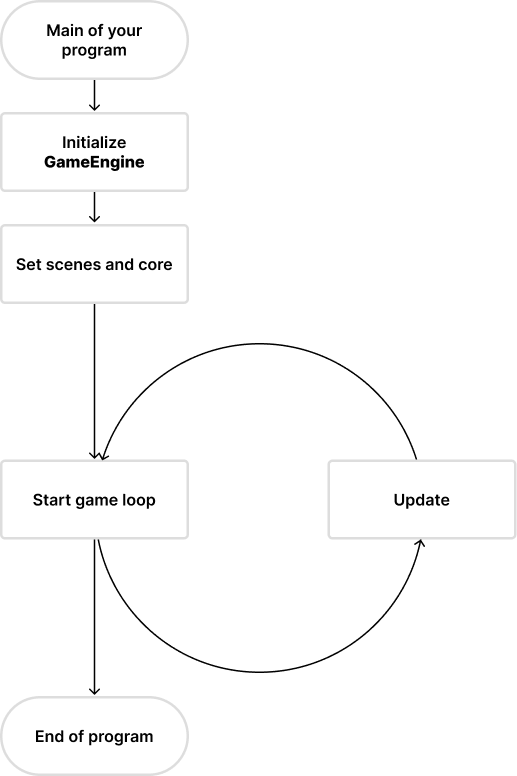 Main of your
program
Initialize
GameEngine
Set scenes and core
Start game loop
Update
End of program